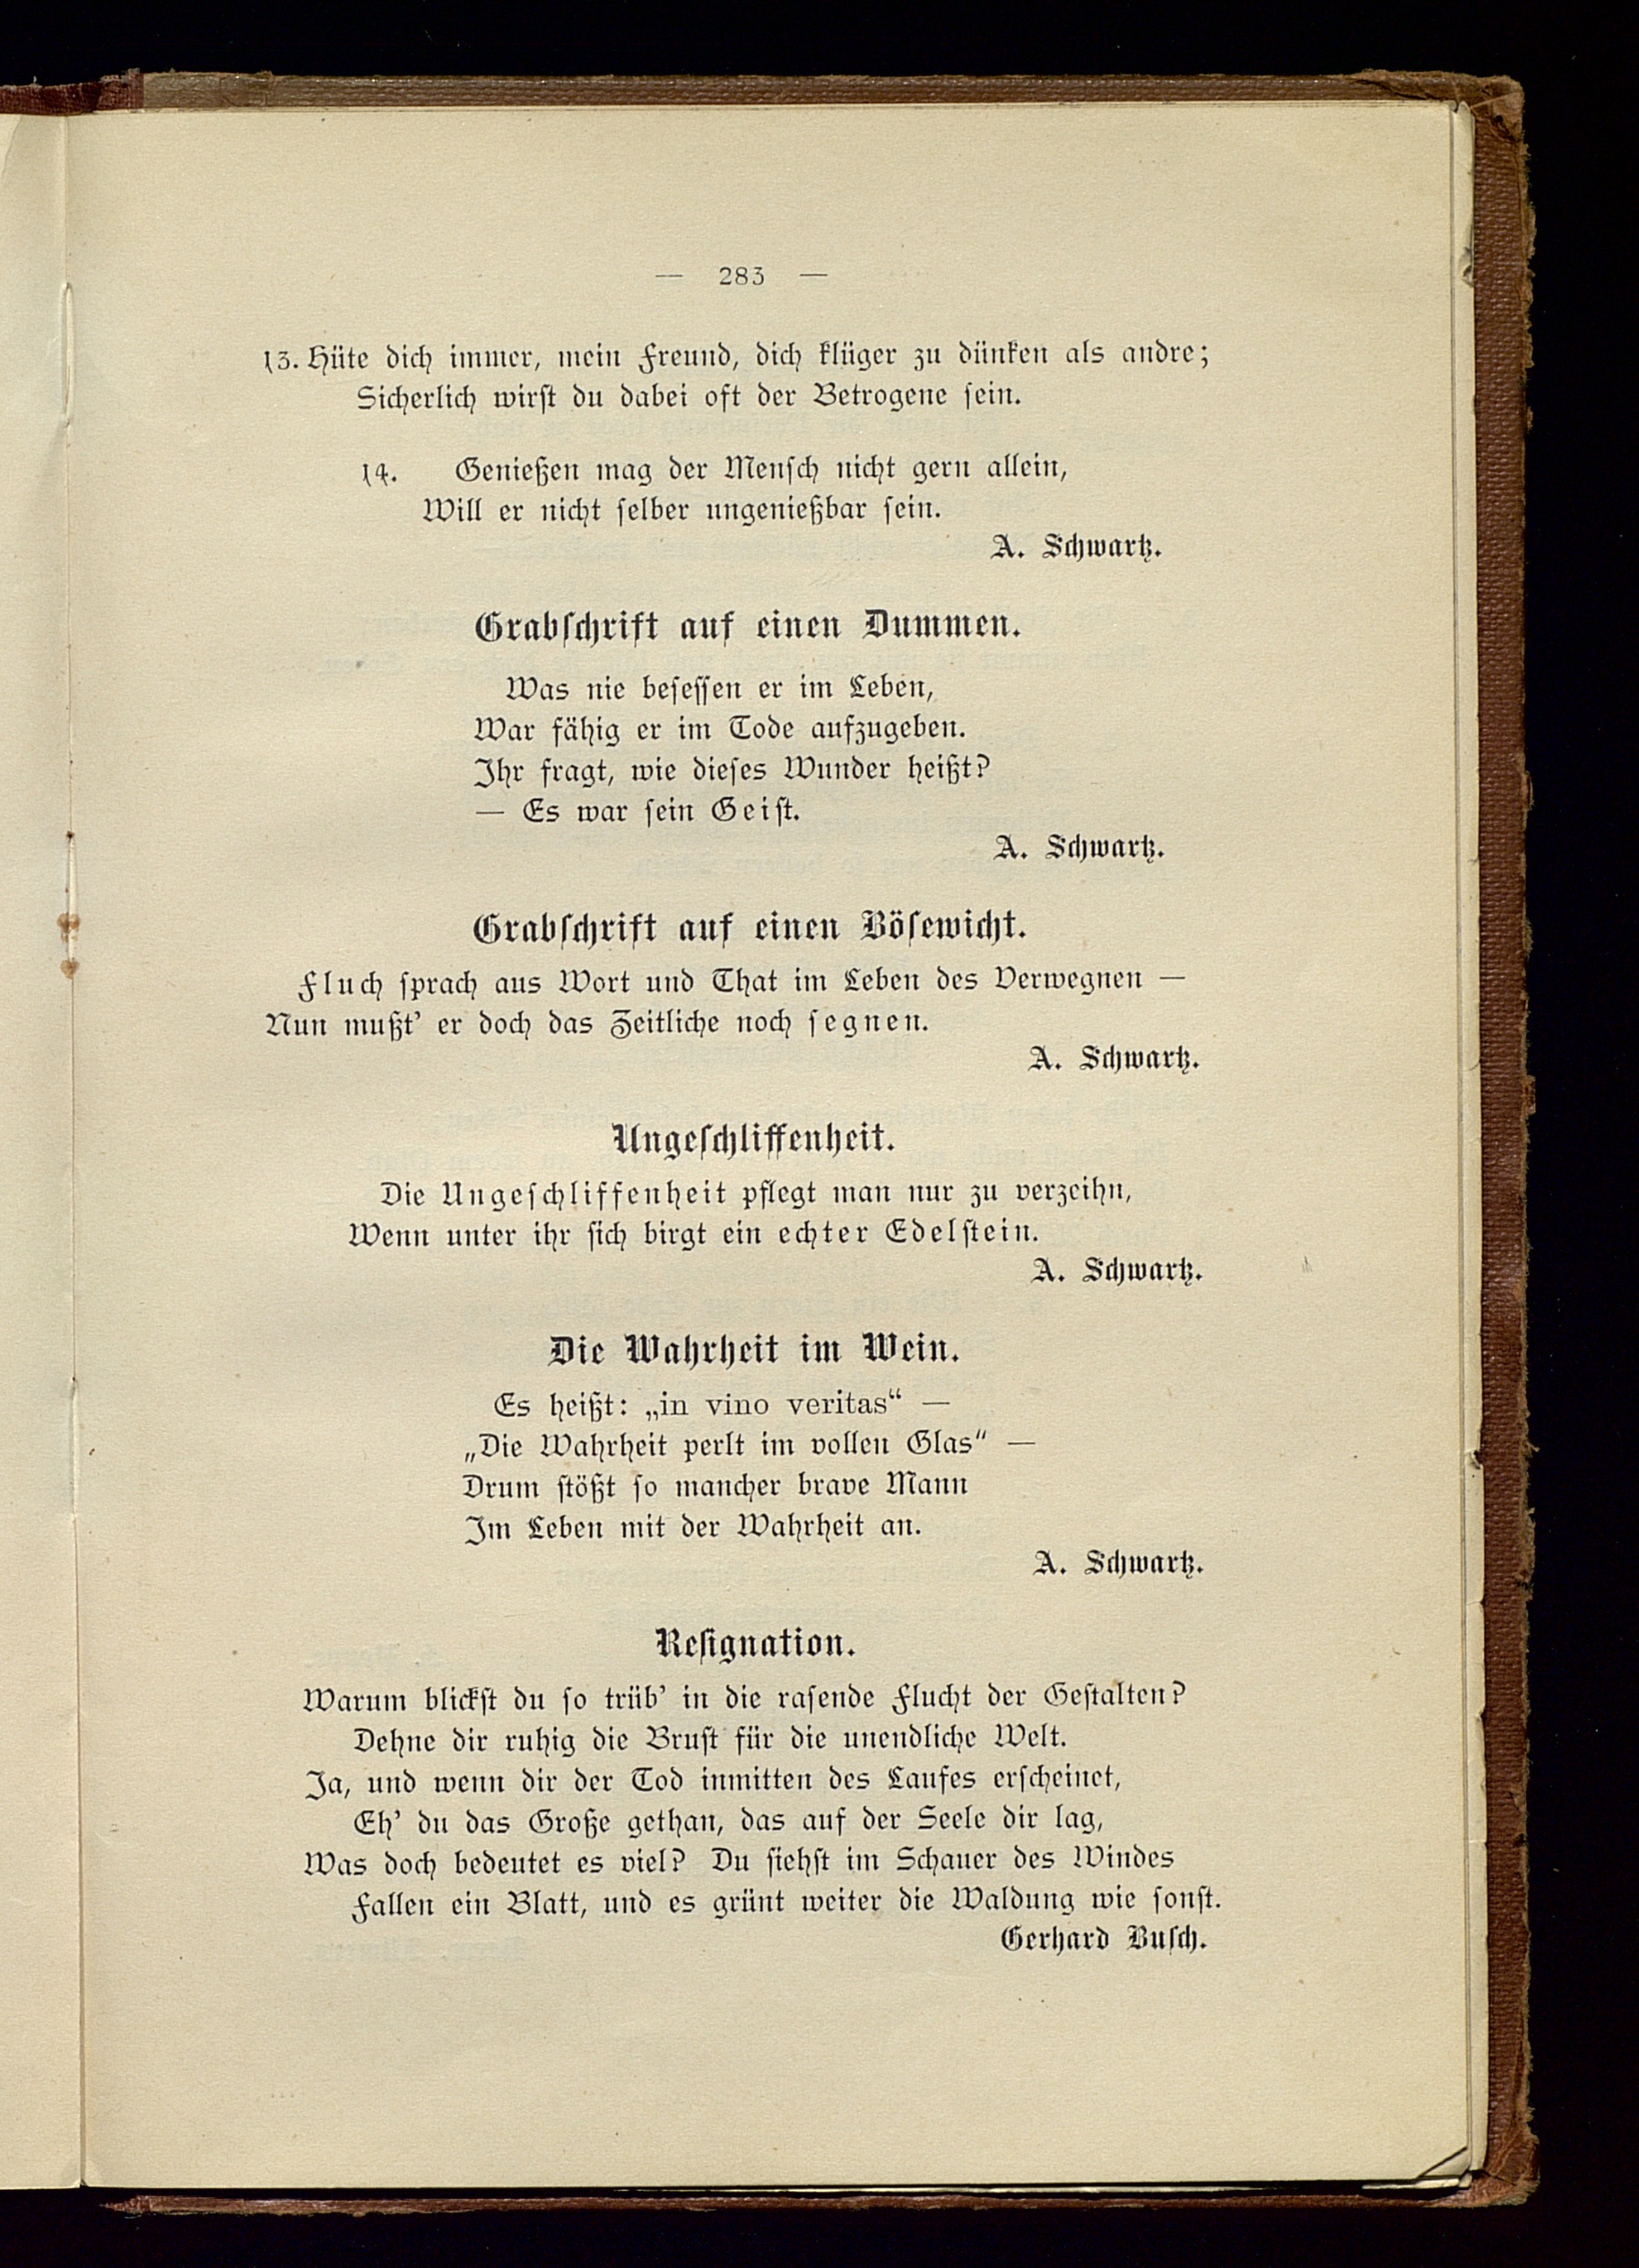 — 283 —
13. Hüte dich immer, mein Freund, dich klüger zu dünken als andre;
Sicherlich wirst du dabei oft der Betrogene sein.
14. Genießen mag der Mensch nicht gern allein,
Will er nicht selber ungenießbar sein.
A. Schwartz.
Grabschrift auf einen Dummen.
Was nie besessen er im Leben,
War fähig er im Tode aufzugeben.
Ihr fragt, wie dieses Wunder heißt?
— Es war sein Geist.
A. Schwartz.
Grabschrift auf einen Bösewicht.
Fluch sprach aus Wort und That im Leben des Verwegnen —
Nun mußt' er doch das Zeitliche noch segnen.
A. Schwartz.
Ungeschliffenheit.
Die Ungeschliffenheit pflegt man nur zu verzeihn,
Wenn unter ihr sich birgt ein echter Edelstein.
A. Schwartz.
Die Wahrheit im Wein.
Es heißt: „in vino veritas“ —
„Die Wahrheit perlt im vollen Glas“ —
Drum stößt so mancher brave Mann
Im Leben mit der Wahrheit an.
A. Schwartz.
Resignation.
Warum blickst du so trüb' in die rasende Flucht der Gestalten?
Dehne dir ruhig die Brust für die unendliche Welt.
Ja, und wenn dir der Tod inmitten des Laufes erscheinet,
Eh' du das Große gethan, das auf der Seele dir lag,
Was doch bedeutet es viel? Du siehst im Schauer des Windes
Fallen ein Blatt, und es grünt weiter die Waldung wie sonst.
Gerhard Busch.